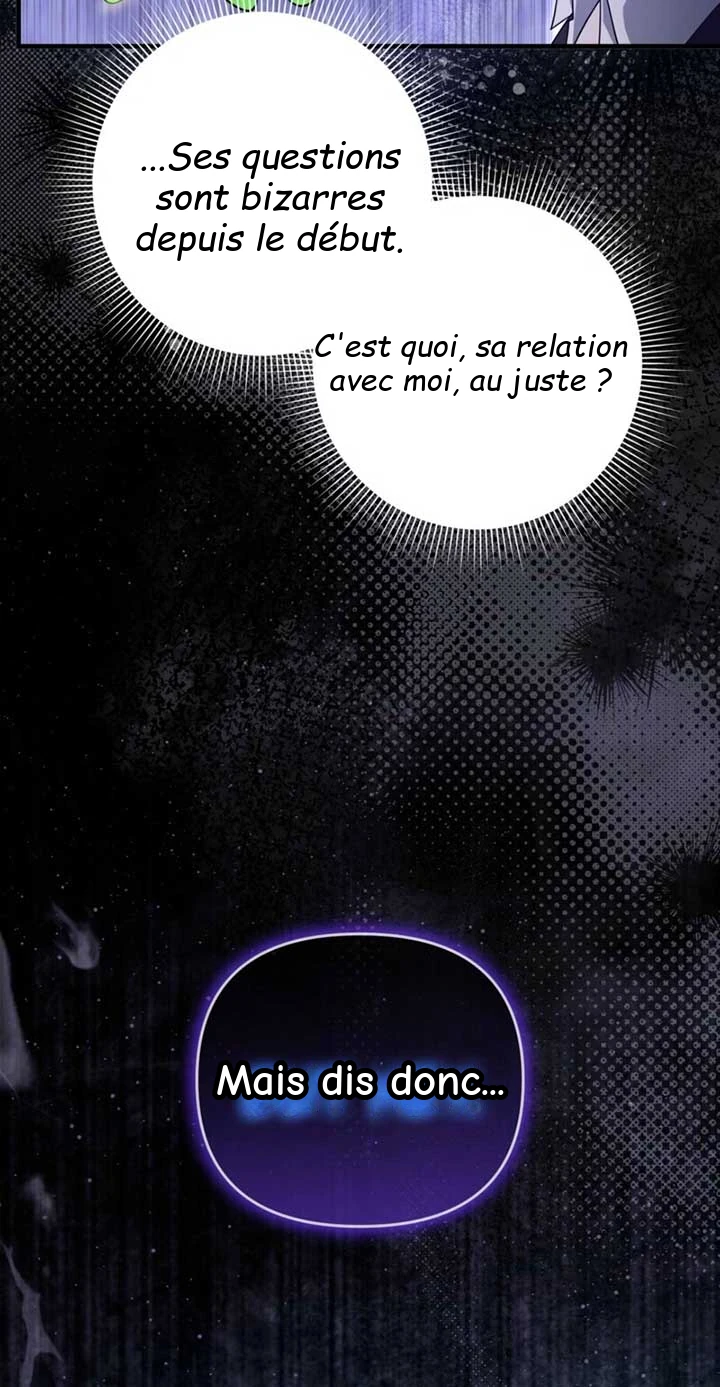 ...Ses questions
sont bizarres
depuis le début.
C'est quoi, sa relation
avec moi, au juste ?
Mais dis donc...